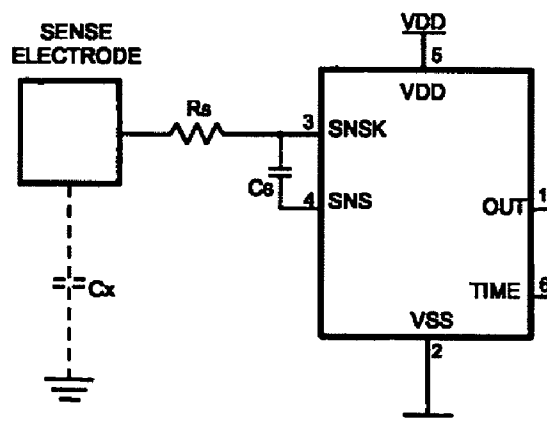 SENSE
ELECTRODE
VDD
5
VDD
Rs
3
SNSK
Cs
4
SNS
OUT
1
Cx
TIME
6
VSS
2